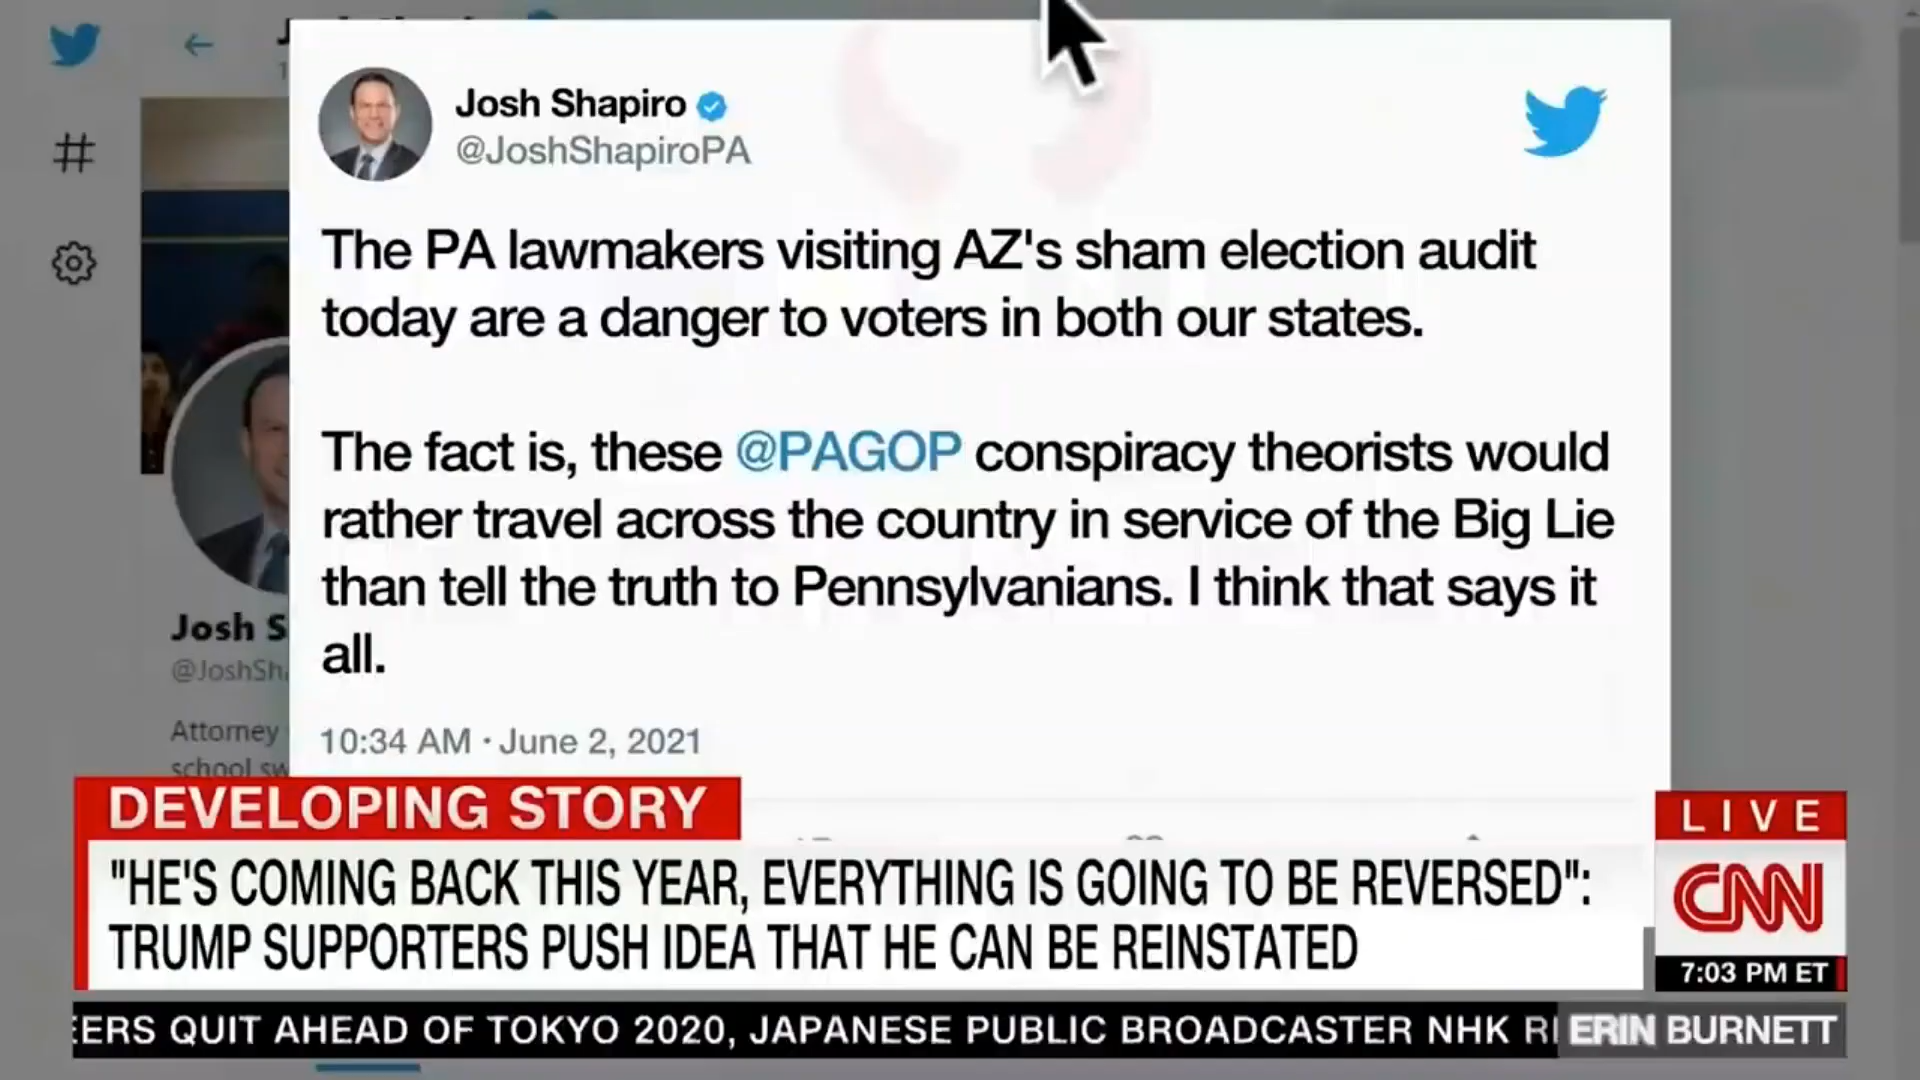 Josh Shapiro
@JoshShapiroPA
The PA lawmakers visiting AZ's sham election audit
today are a danger to voters in both our states.
The fact is, these @PAGOP conspiracy theorists would
rather travel across the country in service of the Big Lie
than tell the truth to Pennsylvanians. I think that says it
all.
10:34 AM · June 2, 2021
Josh S
@JoshSh
Attorney
school sw
DEVELOPING STORY
"HE'S COMING BACK THIS YEAR, EVERYTHING IS GOING TO BE REVERSED":
TRUMP SUPPORTERS PUSH IDEA THAT HE CAN BE REINSTATED
LIVE
CNN
7:03 PM ET
EERS QUIT AHEAD OF TOKYO 2020, JAPANESE PUBLIC BROADCASTER NHK
ERIN BURNETT